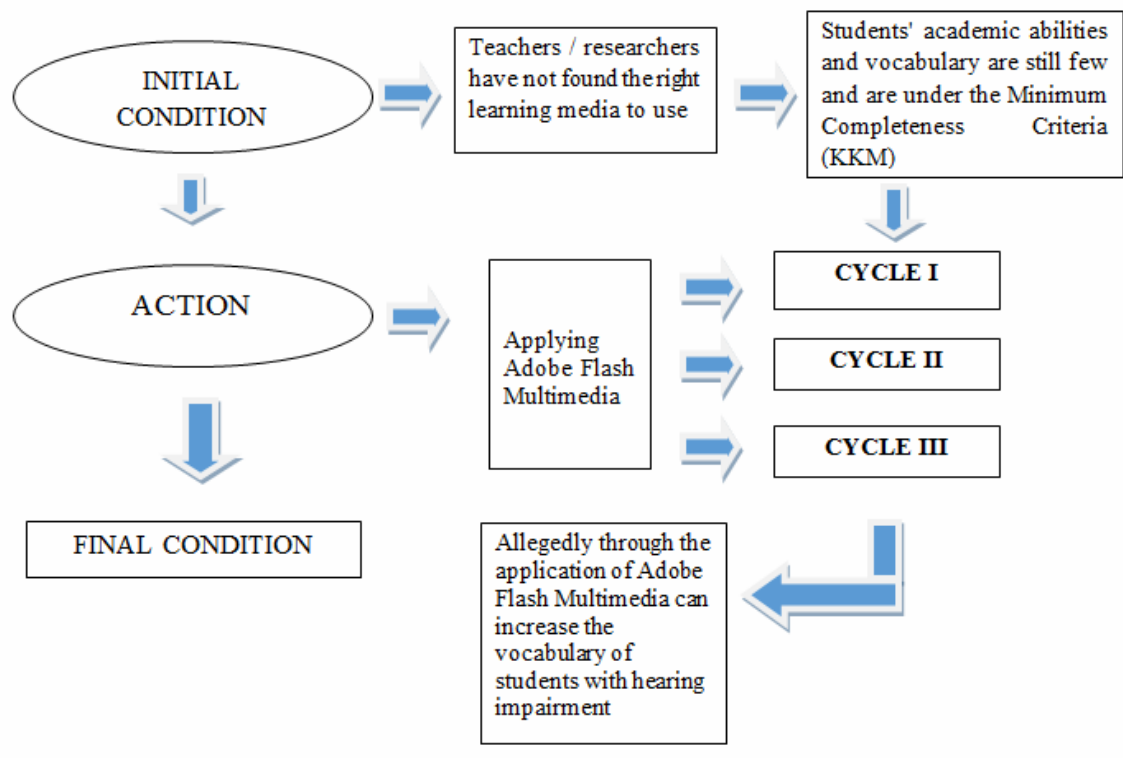 INITIAL
CONDITION
Teachers / researchers
have not found the right
learning media to use
Students' academic abilities
and vocabulary are still few
and are under the Minimum
Completeness Criteria
(KKM)
ACTION
Applying
Adobe Flash
Multimedia
CYCLE I
CYCLE II
CYCLE III
FINAL CONDITION
Allegedly through the
application of Adobe
Flash Multimedia can
increase the
vocabulary of
students with hearing
impairment